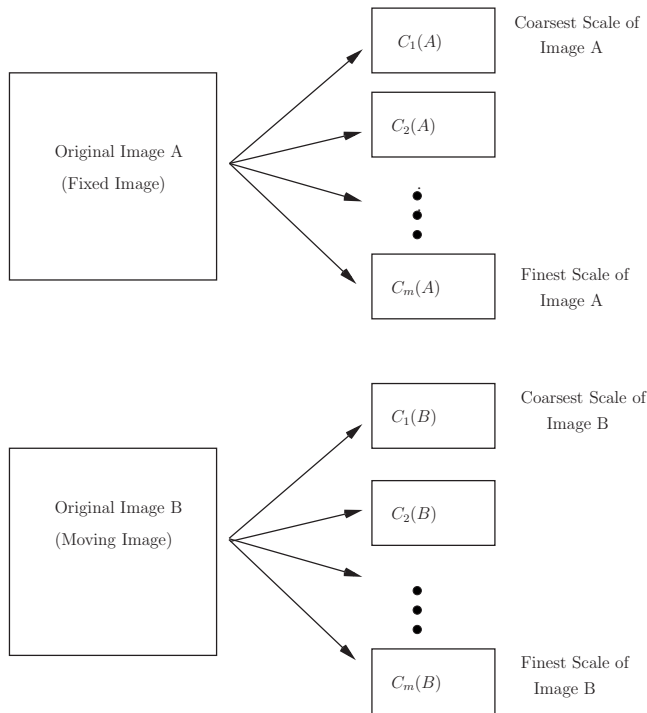 C₁(A)
Coarsest Scale of
Image A
Original Image A
(Fixed Image)
C₂(A)
Cₘ(A)
Finest Scale of
Image A
C₁(B)
Coarsest Scale of
Image B
Original Image B
(Moving Image)
C₂(B)
Cₘ(B)
Finest Scale of
Image B